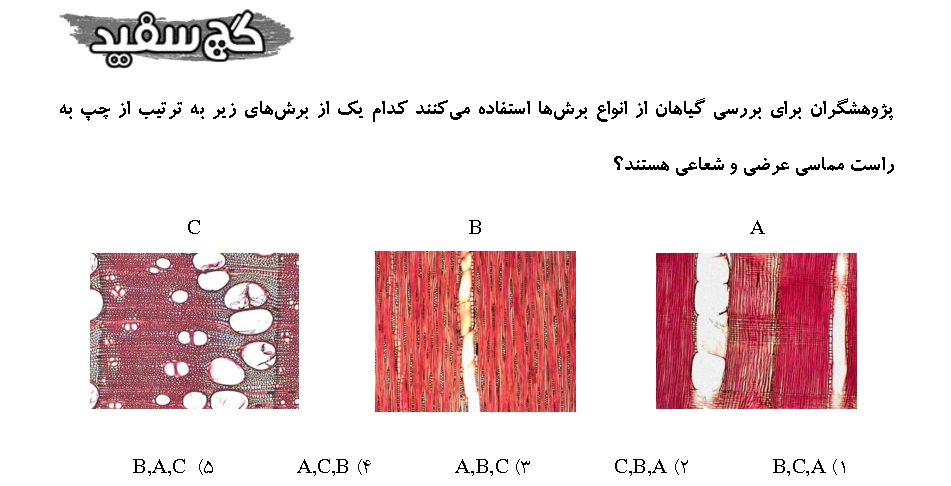 گچ سفید
پژوهشگران برای بررسی گیاهان از انواع برش‌ها استفاده می‌کنند کدام یک از برش‌های زیر به ترتیب از چپ به
راست مماسی عرضی و شعاعی هستند؟
C B A
۱) B,C,A ۲) C,B,A ۳) A,B,C ۴) A,C,B ۵) B,A,C